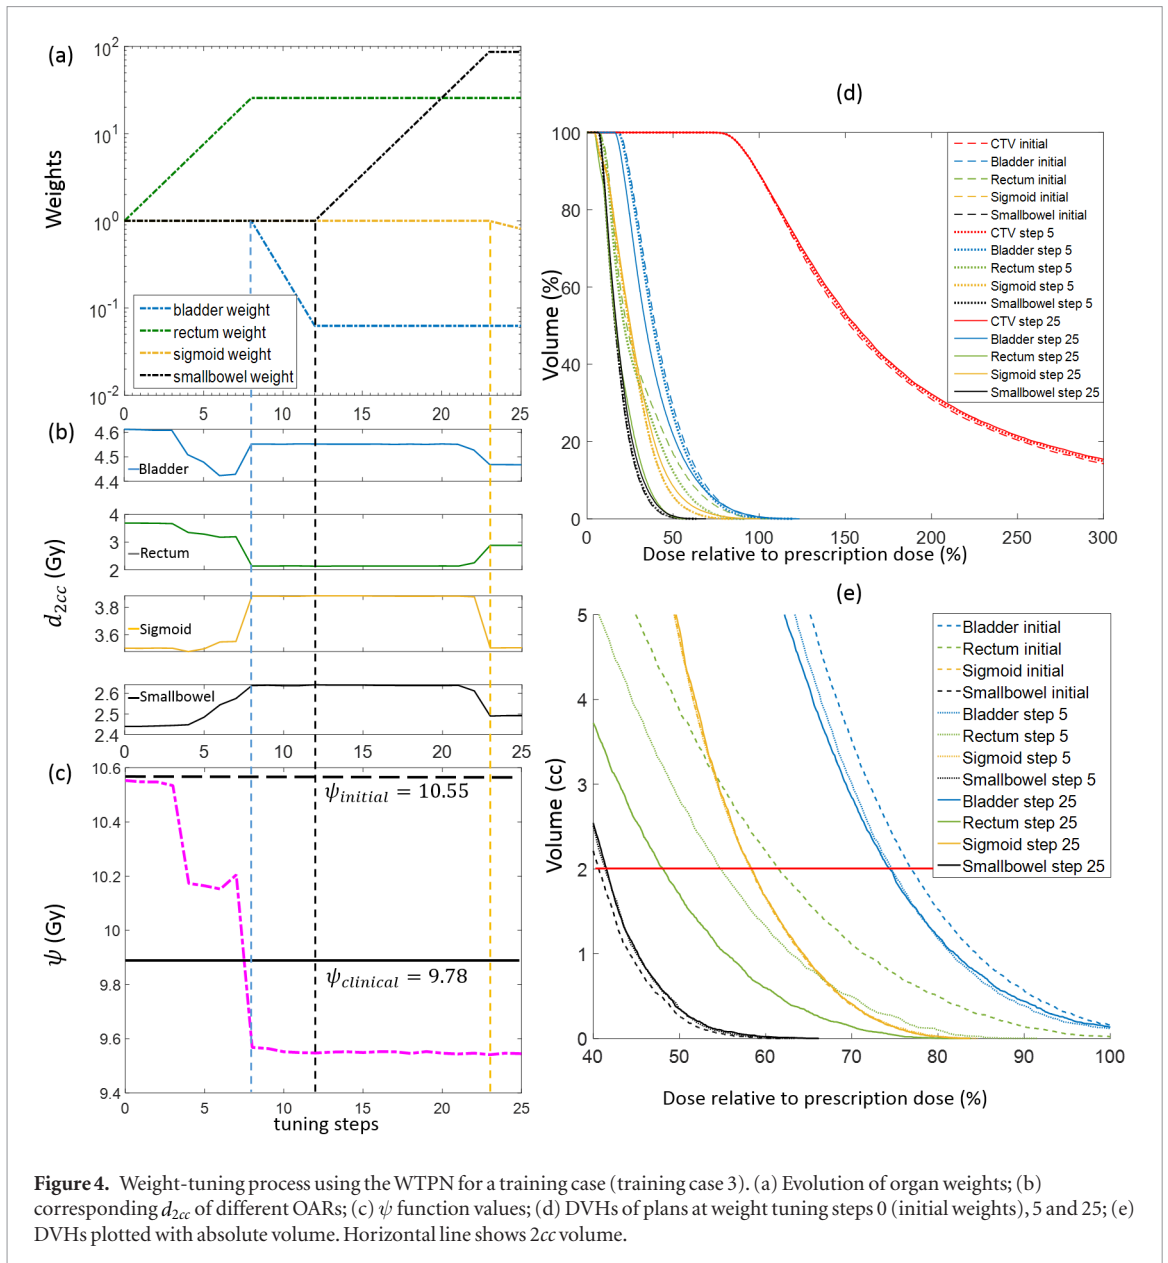 (a)
10²
10¹
10⁰
10⁻¹
10⁻²
Weights
0 5 10 15 20 25
bladder weight
rectum weight
sigmoid weight
smallbowel weight
0 5 10 15 20 25
(b)
4.6
4.5
4.4
Bladder
4
3
2
Rectum
d2cc (Gy)
3.8
3.6
Sigmoid
2.6
2.5
2.4
Smallbowel
(c)
10.6
10.4
10.2
10
9.8
9.6
9.4
ψ (Gy)
ψinitial = 10.55
ψclinical = 9.78
0 5 10 15 20 25
tuning steps
(d)
100
80
60
40
20
0
Volume (%)
CTV initial
Bladder initial
Rectum initial
Sigmoid initial
Smallbowel initial
CTV step 5
Bladder step 5
Rectum step 5
Sigmoid step 5
Smallbowel step 5
CTV step 25
Bladder step 25
Rectum step 25
Sigmoid step 25
Smallbowel step 25
0 50 100 150 200 250 300
Dose relative to prescription dose (%)
(e)
5
4
3
2
1
0
Volume (cc)
Bladder initial
Rectum initial
Sigmoid initial
Smallbowel initial
Bladder step 5
Rectum step 5
Sigmoid step 5
Smallbowel step 5
Bladder step 25
Rectum step 25
Sigmoid step 25
Smallbowel step 25
40 50 60 70 80 90 100
Dose relative to prescription dose (%)
Figure 4. Weight-tuning process using the WTPN for a training case (training case 3). (a) Evolution of organ weights; (b)
corresponding d2cc of different OARs; (c) ψ function values; (d) DVHs of plans at weight tuning steps 0 (initial weights), 5 and 25; (e)
DVHs plotted with absolute volume. Horizontal line shows 2cc volume.